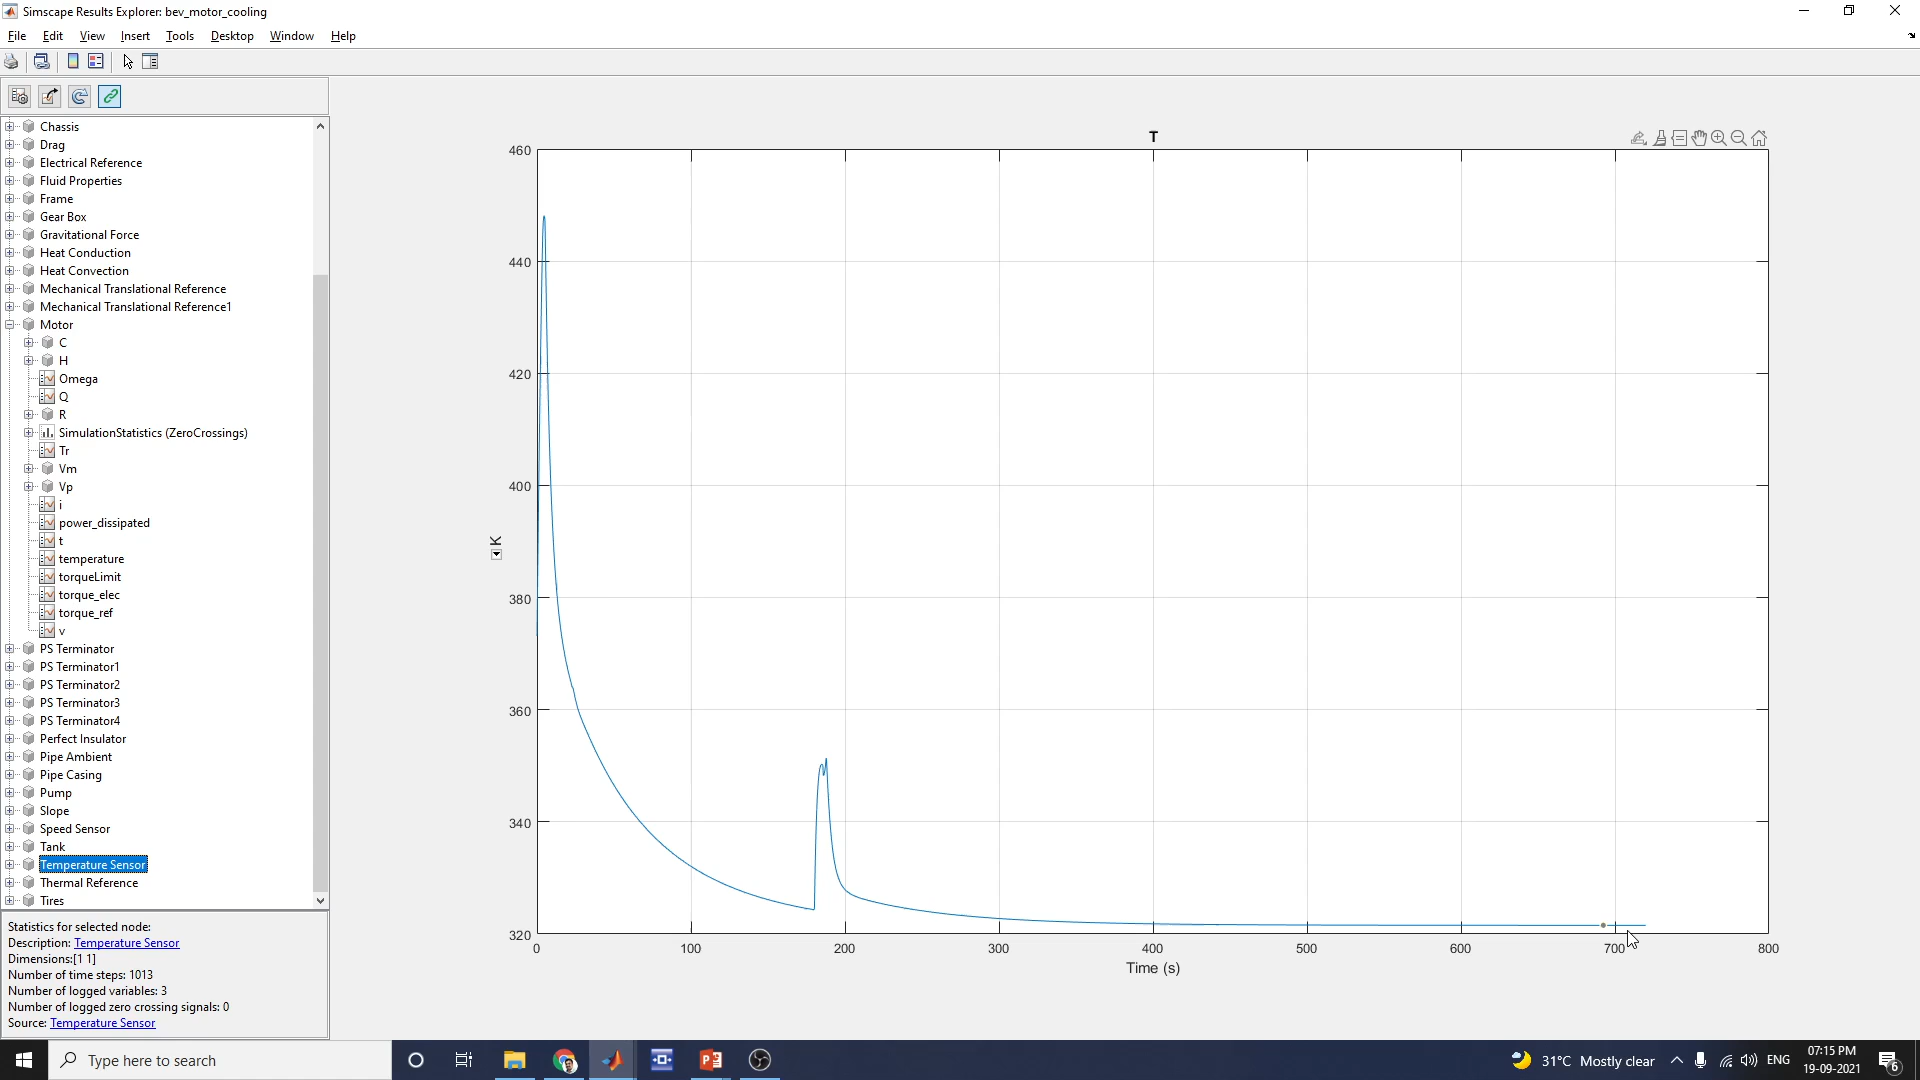 Simscape Results Explorer: bev_motor_cooling
File Edit View Insert Tools Desktop Window Help
Chassis
Drag
Electrical Reference
Fluid Properties
Frame
Gear Box
Gravitational Force
Heat Conduction
Heat Convection
Mechanical Translational Reference
Mechanical Translational Reference1
Motor
C
H
Omega
Q
R
SimulationStatistics (ZeroCrossings)
Tr
Vm
Vp
i
power_dissipated
t
temperature
torqueLimit
torque_elec
torque_ref
v
PS Terminator
PS Terminator1
PS Terminator2
PS Terminator3
PS Terminator4
Perfect Insulator
Pipe Ambient
Pipe Casing
Pump
Slope
Speed Sensor
Tank
Temperature Sensor
Thermal Reference
Tires
Statistics for selected node:
Description: Temperature Sensor
Dimensions:[1 1]
Number of time steps: 1013
Number of logged variables: 3
Number of logged zero crossing signals: 0
Source: Temperature Sensor
T
460
440
420
400
380
360
340
320
K
0 100 200 300 400 500 600 700 800
Time (s)
Type here to search
31°C Mostly clear
ENG
07:15 PM
19-09-2021
6